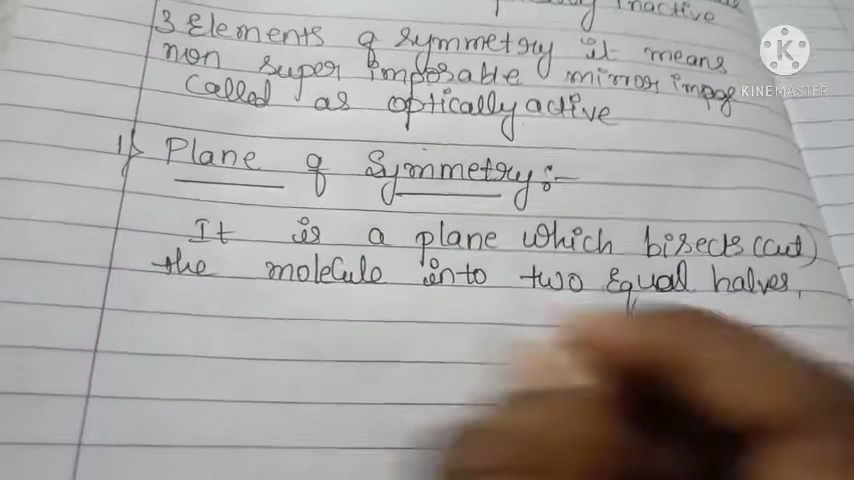 Inactive
3 Elements of symmetry it means
non super imposable mirror image
called as optically active
1) Plane of Symmetry :-
It is a plane which bisects (cut)
the molecule into two Equal halves,
KINEMASTER